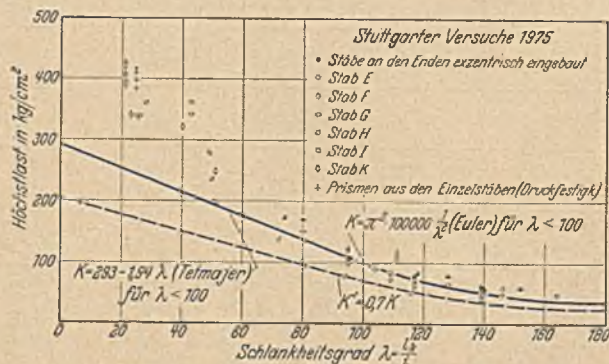 Stuttgarter Versuche 1975
• Stäbe an den Enden exzentrisch eingebaut
Stab E
Stab F
Stab G
Stab H
Stab I
Stab K
+ Prismen aus den Einzelstäben (Druckfestigk)
Höchstlast in kg/cm²
500
400
300
200
100
0
K=π²·100000 1/λ² (Euler) für λ < 100
K=293-1,94 λ (Tetmajer)
für λ < 100
K'=0,7 K
0 20 40 60 80 100 120 140 160 180
Schlankheitsgrad λ=